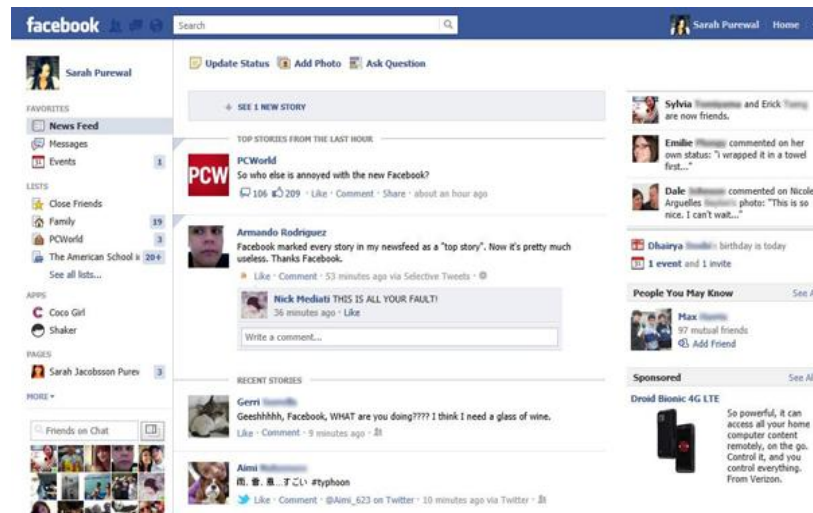 facebook
Search
Sarah Purewal Home
Sarah Purewal
FAVORITES
News Feed
Messages
Events 1
LISTS
Close Friends
Family 19
PCWorld 3
The American School i 20+
See all lists...
APPS
Coco Girl
Shaker
PAGES
Sarah Jacobsson Purew 3
MORE
Friends on Chat
Update Status Add Photo Ask Question
SEE 1 NEW STORY
TOP STORIES FROM THE LAST HOUR
PCW
PCWorld
So who else is annoyed with the new Facebook?
106 209 · Like · Comment · Share · about an hour ago
Armando Rodriguez
Facebook marked every story in my newsfeed as a "top story". Now it's pretty much
useless. Thanks Facebook.
Like · Comment · 53 minutes ago via Selective Tweets ·
Nick Mediati THIS IS ALL YOUR FAULT!
36 minutes ago · Like
Write a comment...
RECENT STORIES
Gerri
Geeshhhhh, Facebook, WHAT are you doing???? I think I need a glass of wine.
Like · Comment · 9 minutes ago ·
Aimi
雨. 音. 風...すごい #typhoon
Like · Comment · @Aimi_623 on Twitter · 10 minutes ago via Twitter ·
Sylvia and Erick
are now friends.
Emilie commented on her
own status: "i wrapped it in a towel
first..."
Dale commented on Nicole
Arguelles photo: "This is so
nice. I can't wait..."
Dhairya birthday is today
31 1 event and 1 invite
People You May Know See Al
Max
97 mutual friends
Add Friend
Sponsored See Al
Droid Bionic 4G LTE
So powerful, it can
access all your home
computer content
remotely, on the go.
Control it, and you
control everything.
From Verizon.